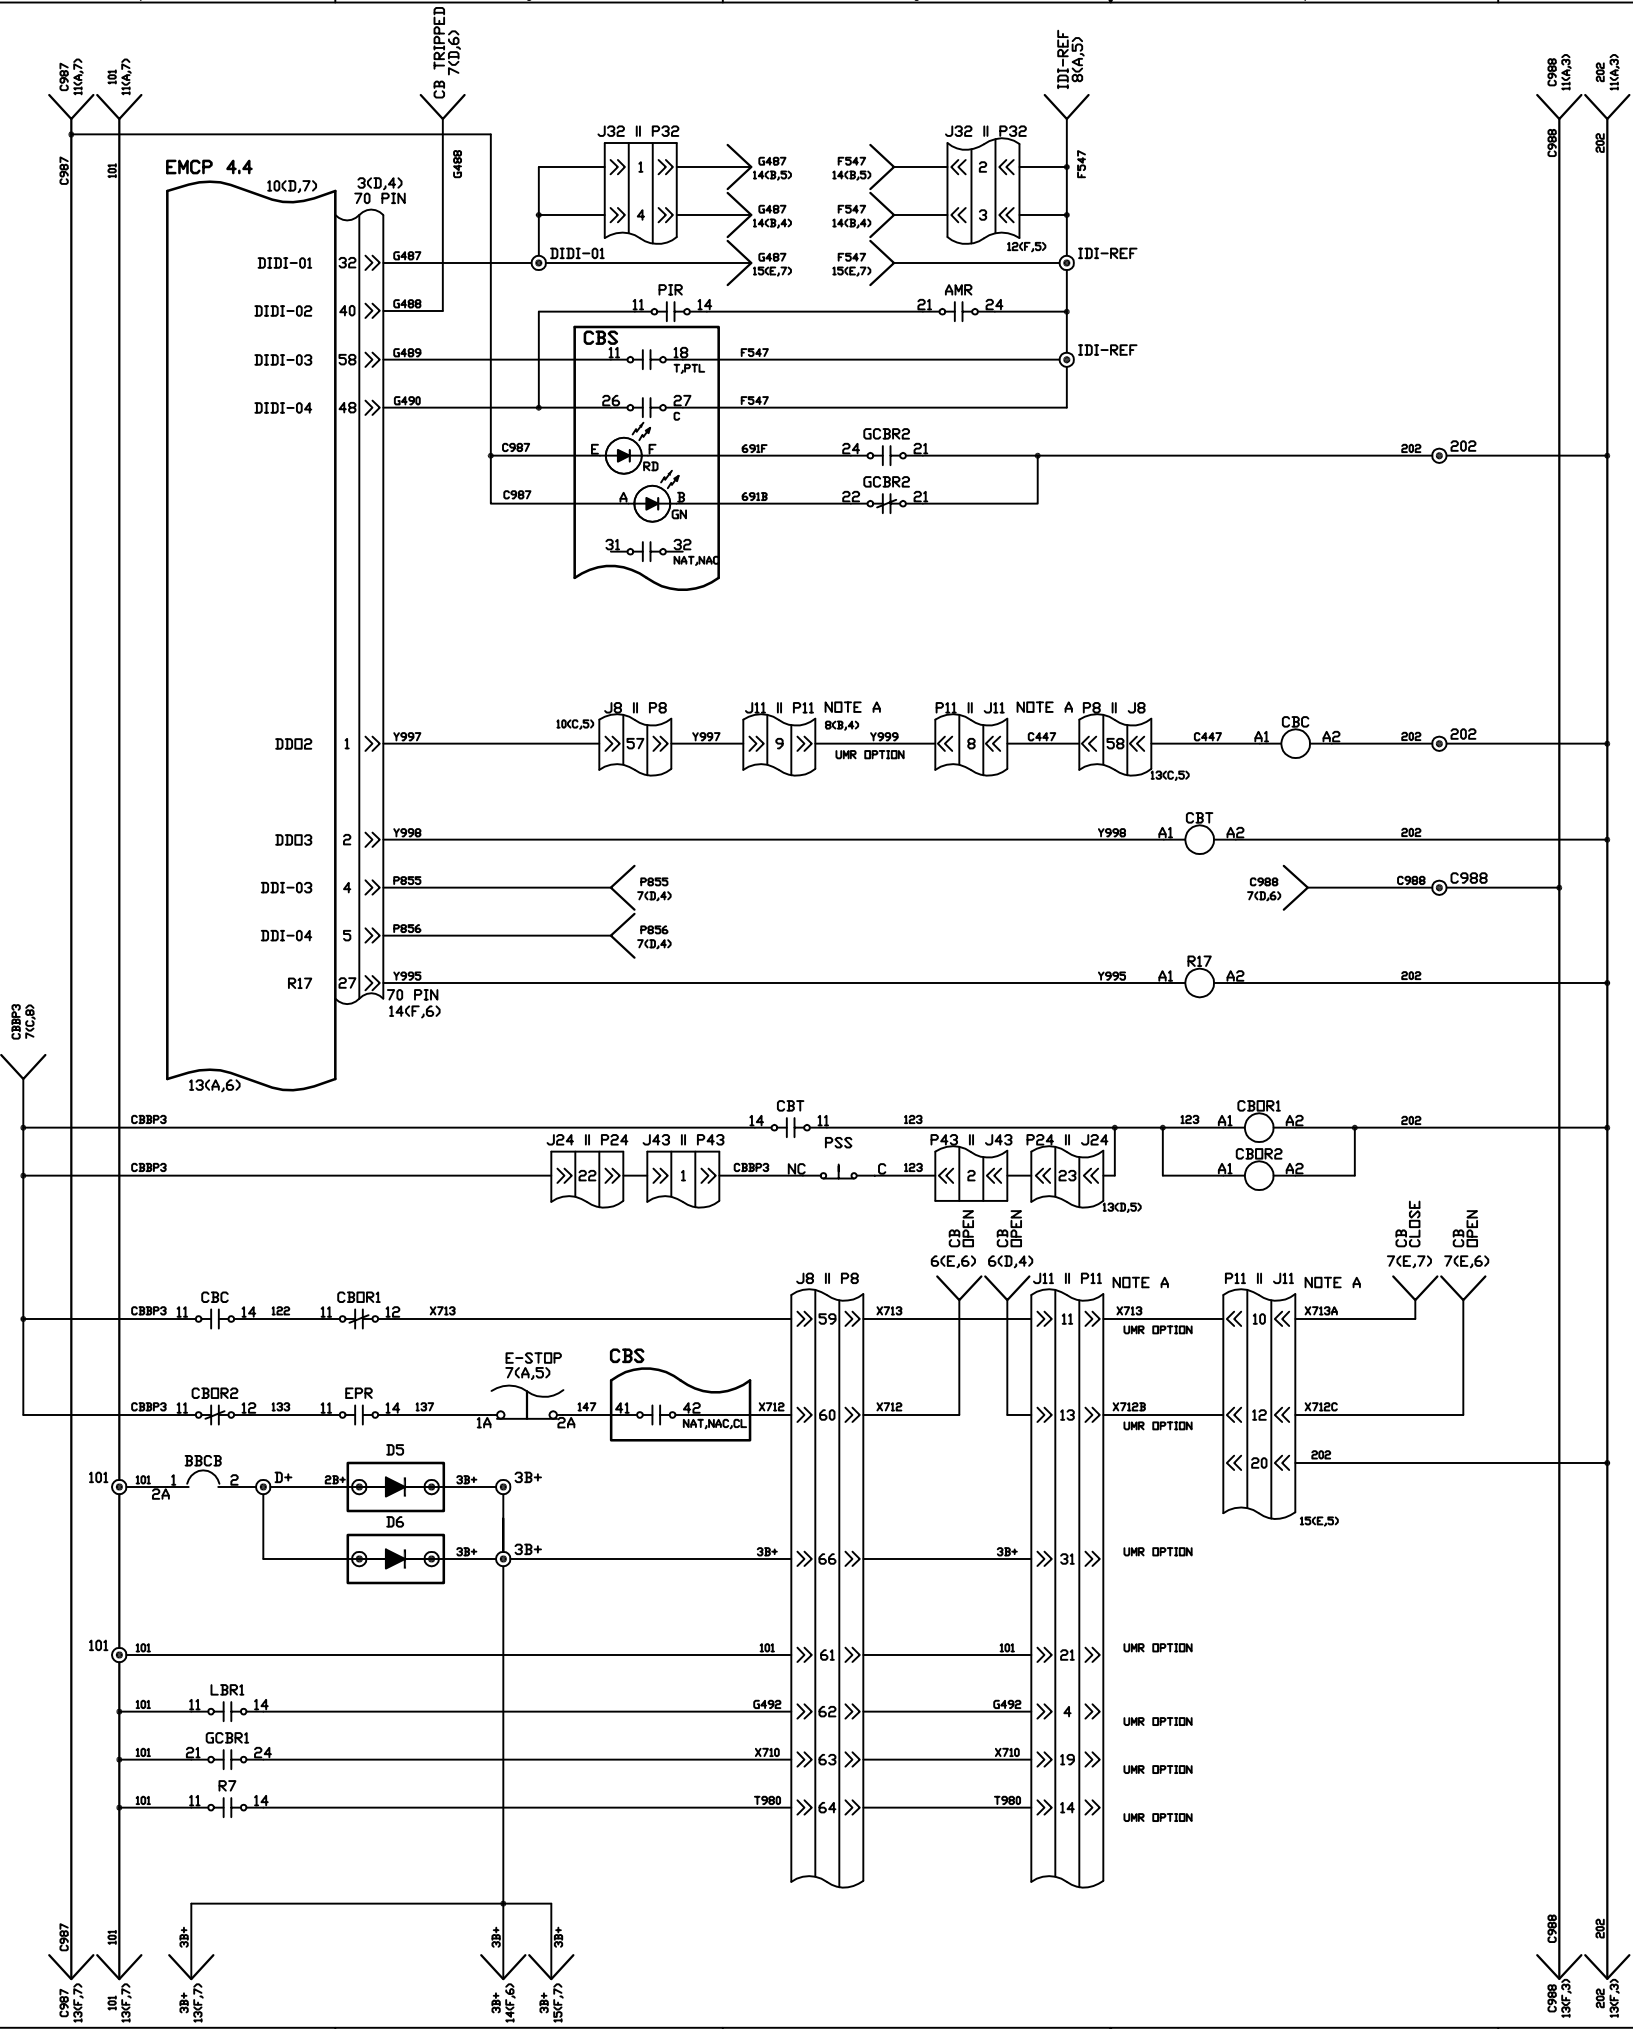 C987
11(A,7)
101
11(A,7)
CB TRIPPED
7(D,6)
IDI-REF
8(A,5)
C988
11(A,3)
202
11(A,3)
C987
101
G488
F547
C988
202
EMCP 4.4
10(D,7)
3(D,4)
70 PIN
J32 II P32
J32 II P32
1
G487
14(B,5)
F547
14(B,5)
2
4
G487
14(B,4)
F547
14(B,4)
3
12(F,5)
DIDI-01 32 G487
DIDI-01
G487
15(E,7)
F547
15(E,7)
IDI-REF
PIR
11 14
AMR
21 24
DIDI-02 40 G488
CBS
DIDI-03 58 G489
11 18
T,PTL
F547
IDI-REF
DIDI-04 48 G490
26 27
C
F547
C987
E F
RD
691F
GCBR2
24 21
202
202
C987
A B
GN
691B
GCBR2
22 21
31 32
NAT,NAC
J8 II P8
J11 II P11 NOTE A
8(B,4)
P11 II J11 NOTE A
P8 II J8
CBC
10(C,5)
DDO2 1 Y997
57
Y997
9
Y999
UMR OPTION
8
C447
58
C447
A1 A2
202
202
13(C,5)
CBT
DDO3 2 Y998
Y998
A1 A2
202
DDI-03 4 P855
P855
7(D,4)
C988
7(D,6)
C988
C988
DDI-04 5 P856
P856
7(D,4)
R17
R17 27 Y995
Y995
A1 A2
202
70 PIN
14(F,6)
CBBP3
7(C,8)
13(A,6)
CBBP3
CBT
14 11
123
123
CBOR1
A1 A2
202
J24 II P24
J43 II P43
PSS
P43 II J43
P24 II J24
CBBP3
22
1
CBBP3
NC C
123
2
23
13(D,5)
CBOR2
A1 A2
CB
OPEN
6(E,6)
CB
OPEN
6(D,4)
CB
CLOSE
7(E,7)
CB
OPEN
7(E,6)
J8 II P8
J11 II P11 NOTE A
P11 II J11 NOTE A
CBBP3
CBC
11 14
122
CBOR1
11 12
X713
59
X713
11
X713
UMR OPTION
10
X713A
CBBP3
CBOR2
11 12
133
EPR
11 14
137
E-STOP
7(A,5)
1A 2A
147
CBS
41 42
NAT,NAC,CL
X712
60
X712
13
X712B
UMR OPTION
12
X712C
20
202
15(E,5)
101
101
BBCB
1 2
2A
D+
2B+
D5
3B+
3B+
D6
3B+
3B+
3B+
66
3B+
31
UMR OPTION
101
101
101
61
101
21
UMR OPTION
101
LBR1
11 14
G492
62
G492
4
UMR OPTION
101
GCBR1
21 24
X710
63
X710
19
UMR OPTION
101
R7
11 14
T980
64
T980
14
UMR OPTION
C987
101
3B+
3B+
3B+
C988
202
C987
13(F,7)
101
13(F,7)
3B+
13(F,7)
3B+
14(F,6)
3B+
15(F,7)
C988
13(F,3)
202
13(F,3)